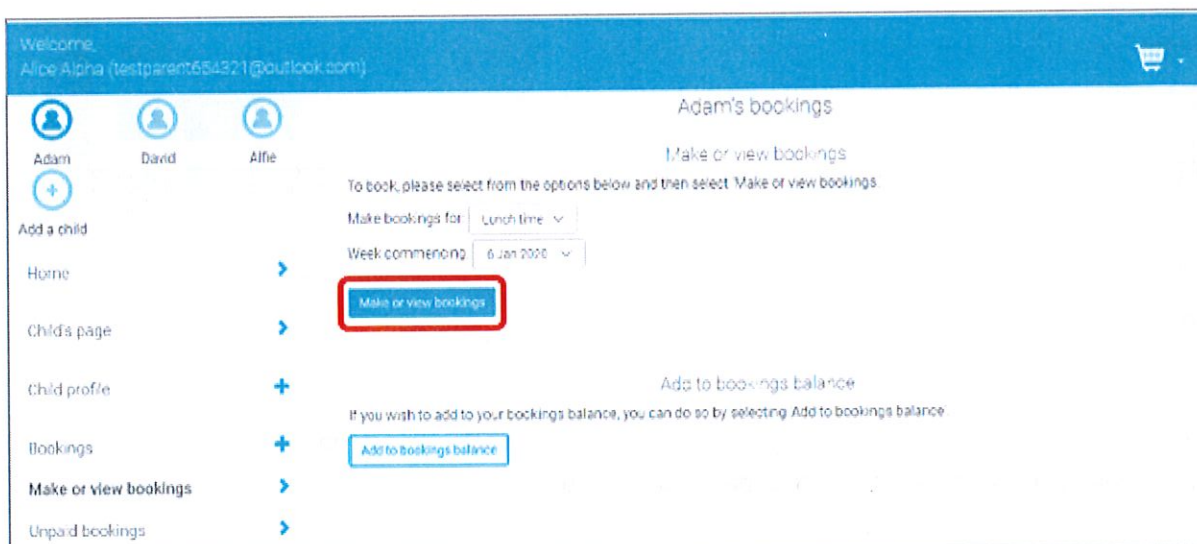 Welcome,
Alice Alpha (testparent654321@outlook.com)
Adam David Alfie
Add a child
Home
Child's page
Child profile
Bookings
Make or view bookings
Unpaid bookings
Adam's bookings
Make or view bookings
To book, please select from the options below and then select 'Make or view bookings
Make bookings for Lunch time
Week commencing 6 Jan 2020
Make or view bookings
Add to bookings balance
If you wish to add to your bookings balance, you can do so by selecting 'Add to bookings balance'
Add to bookings balance